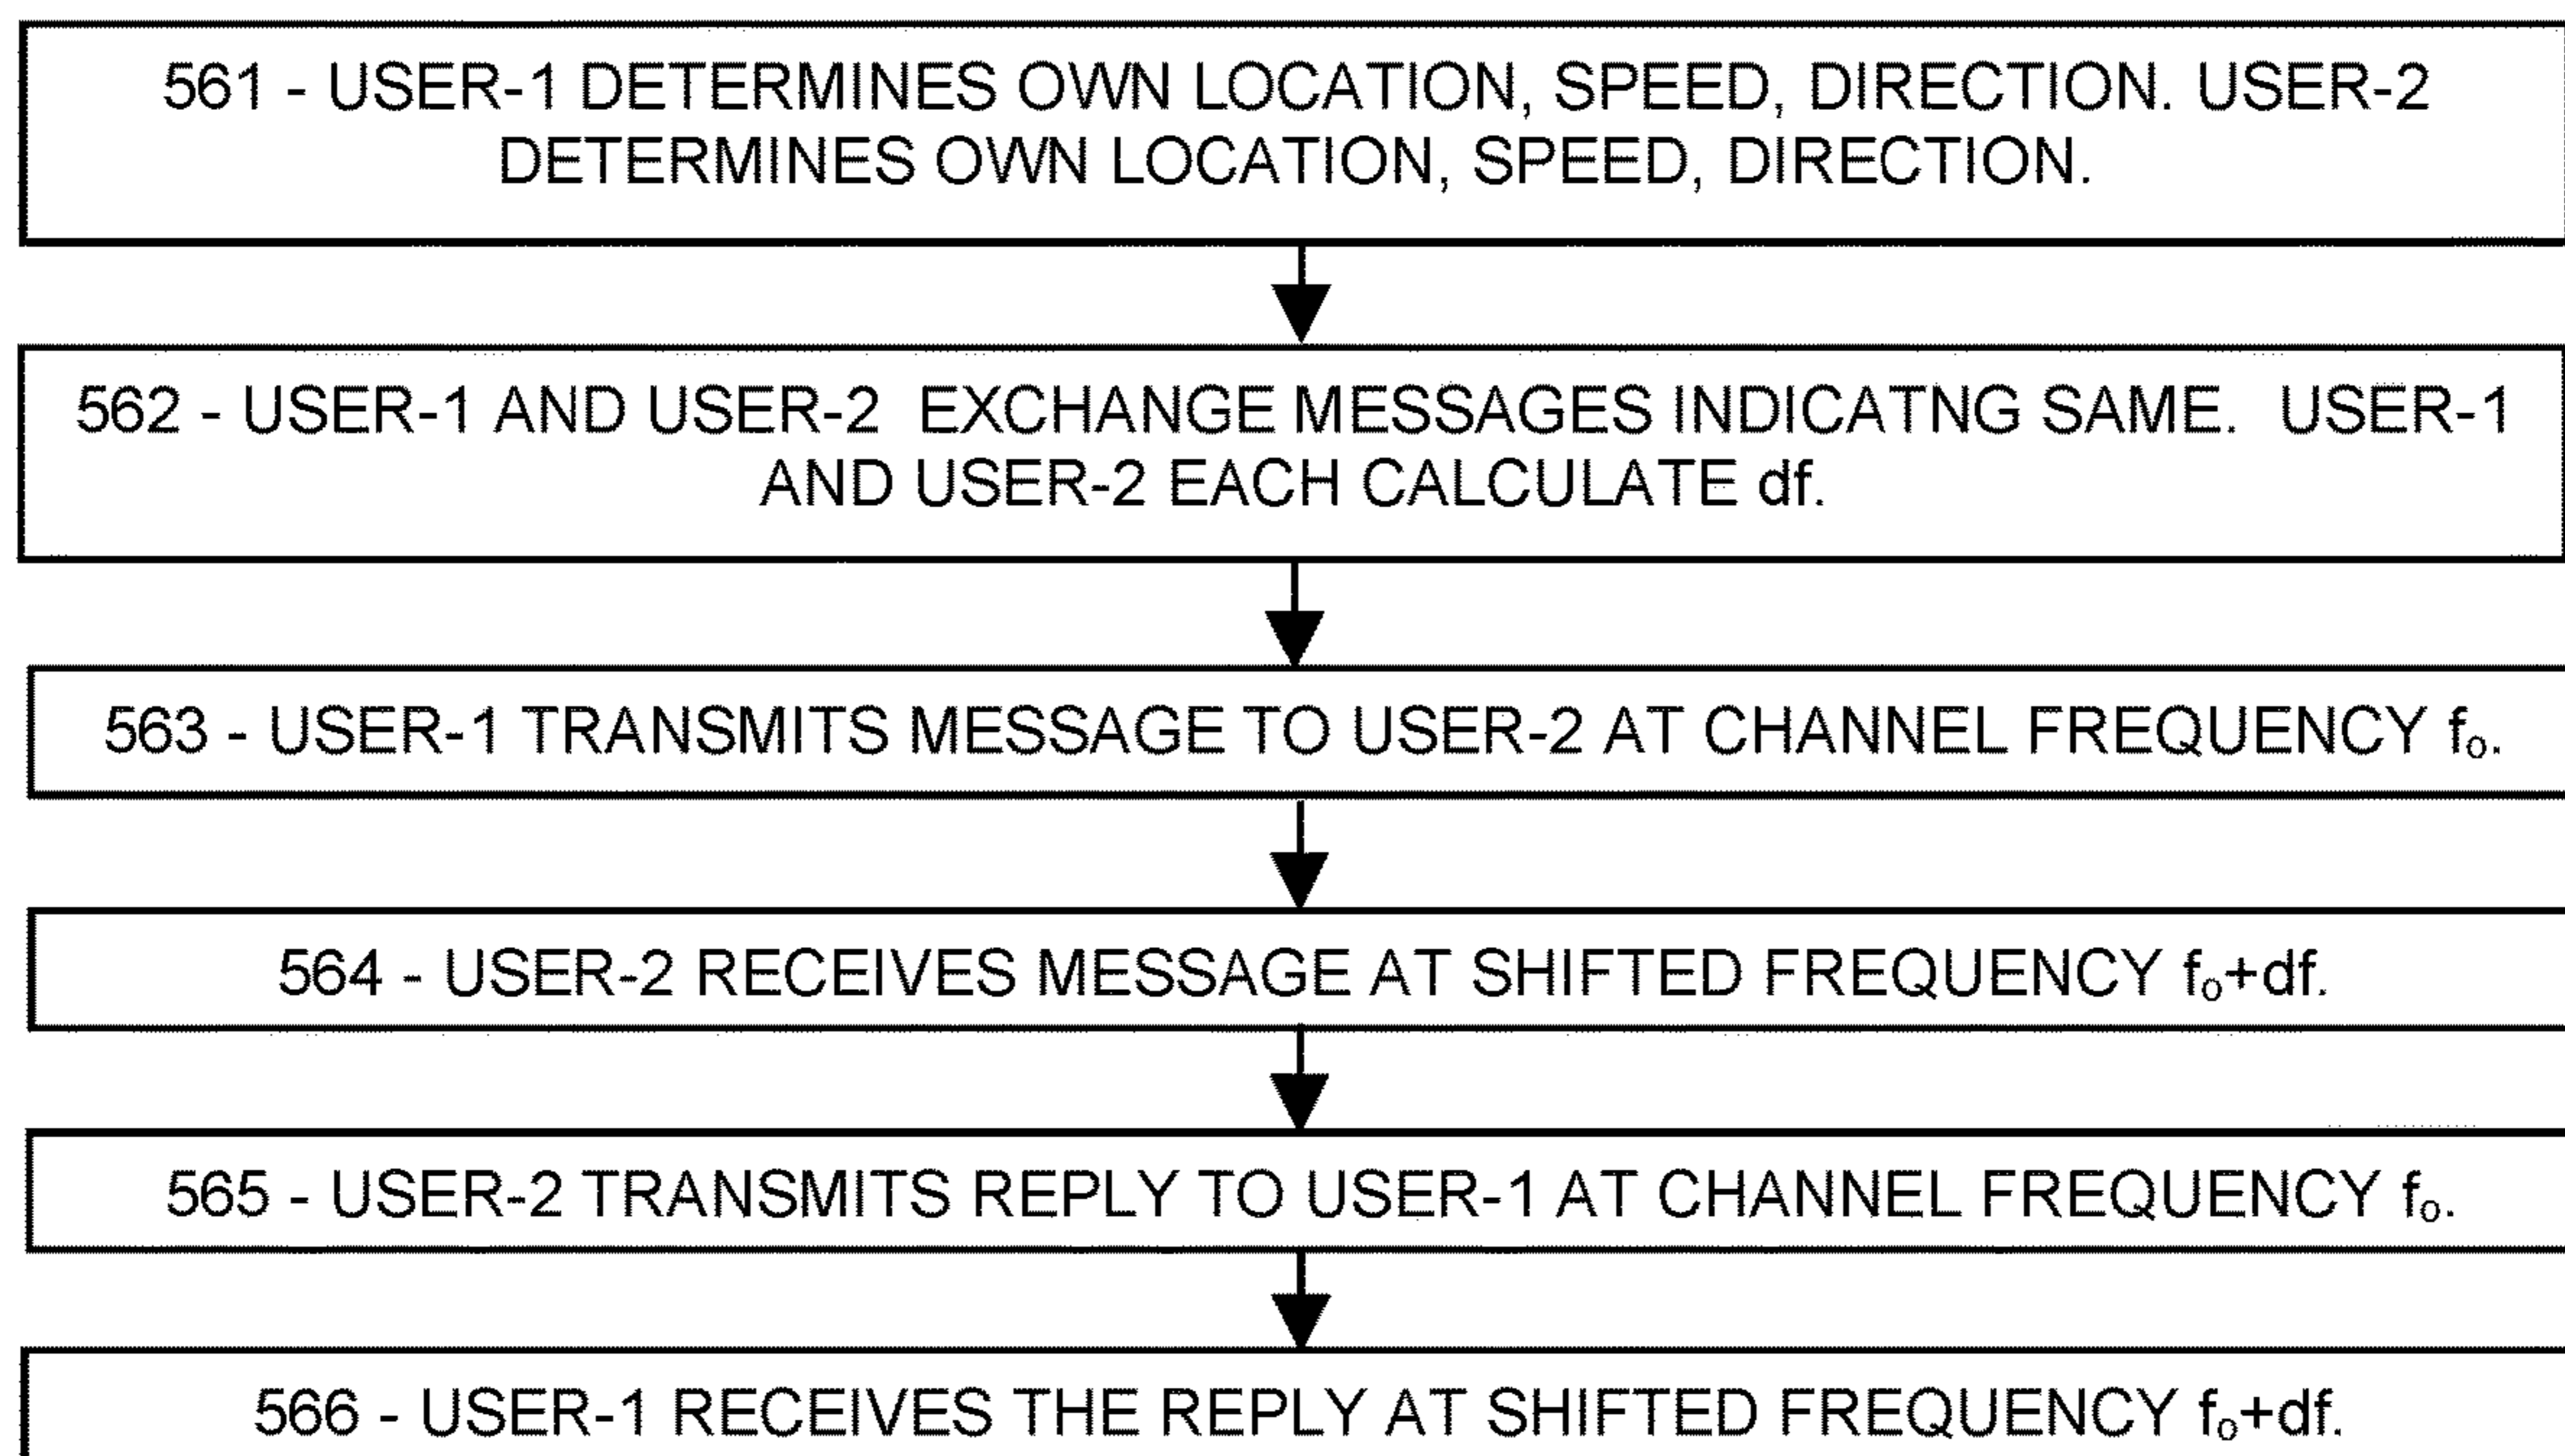 561 - USER-1 DETERMINES OWN LOCATION, SPEED, DIRECTION. USER-2
DETERMINES OWN LOCATION, SPEED, DIRECTION.
562 - USER-1 AND USER-2 EXCHANGE MESSAGES INDICATNG SAME. USER-1
AND USER-2 EACH CALCULATE df.
563 - USER-1 TRANSMITS MESSAGE TO USER-2 AT CHANNEL FREQUENCY fₒ.
564 - USER-2 RECEIVES MESSAGE AT SHIFTED FREQUENCY fₒ+df.
565 - USER-2 TRANSMITS REPLY TO USER-1 AT CHANNEL FREQUENCY fₒ.
566 - USER-1 RECEIVES THE REPLY AT SHIFTED FREQUENCY fₒ+df.